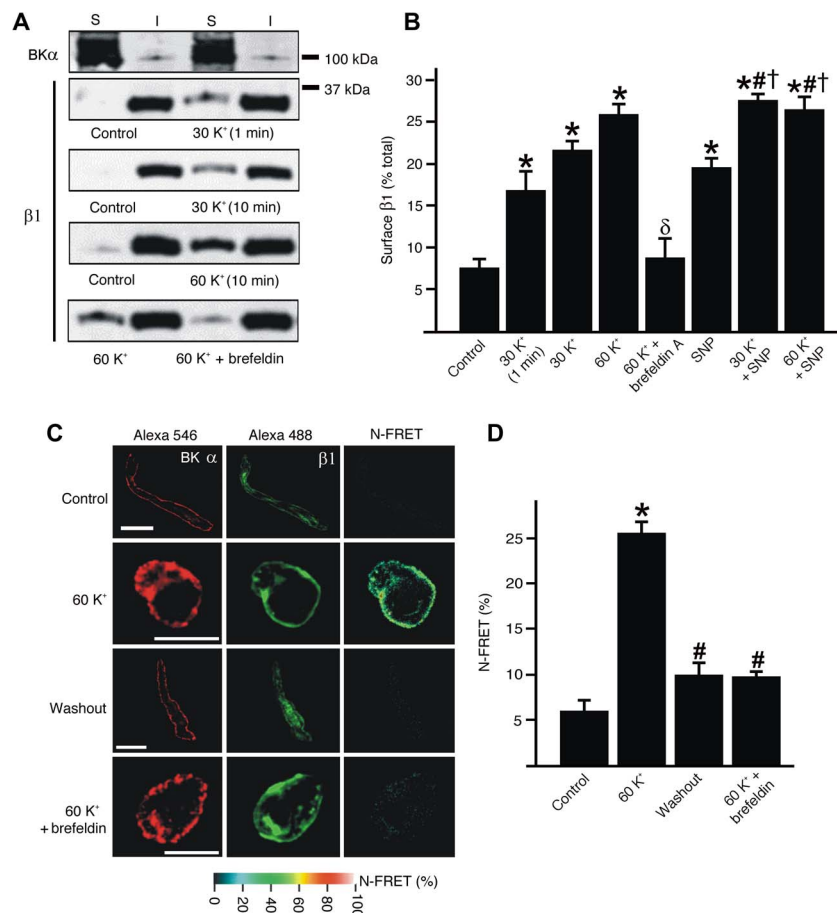 A
S I S I
BKα
100 kDa
37 kDa
Control 30 K⁺ (1 min)
Control 30 K⁺ (10 min)
β1
Control 60 K⁺ (10 min)
60 K⁺ 60 K⁺ + brefeldin
B
Surface β1 (% total)
30
25
20
15
10
5
0
* * * δ * *#† *#†
Control
30 K⁺ (1 min)
30 K⁺
60 K⁺
60 K⁺ + brefeldin A
SNP
30 K⁺ + SNP
60 K⁺ + SNP
C
Alexa 546 Alexa 488 N-FRET
BK α β1
Control
60 K⁺
Washout
60 K⁺
+ brefeldin
N-FRET (%)
0 20 40 60 80 100
D
N-FRET (%)
25
20
15
10
5
* # #
Control
60 K⁺
Washout
60 K⁺ + brefeldin